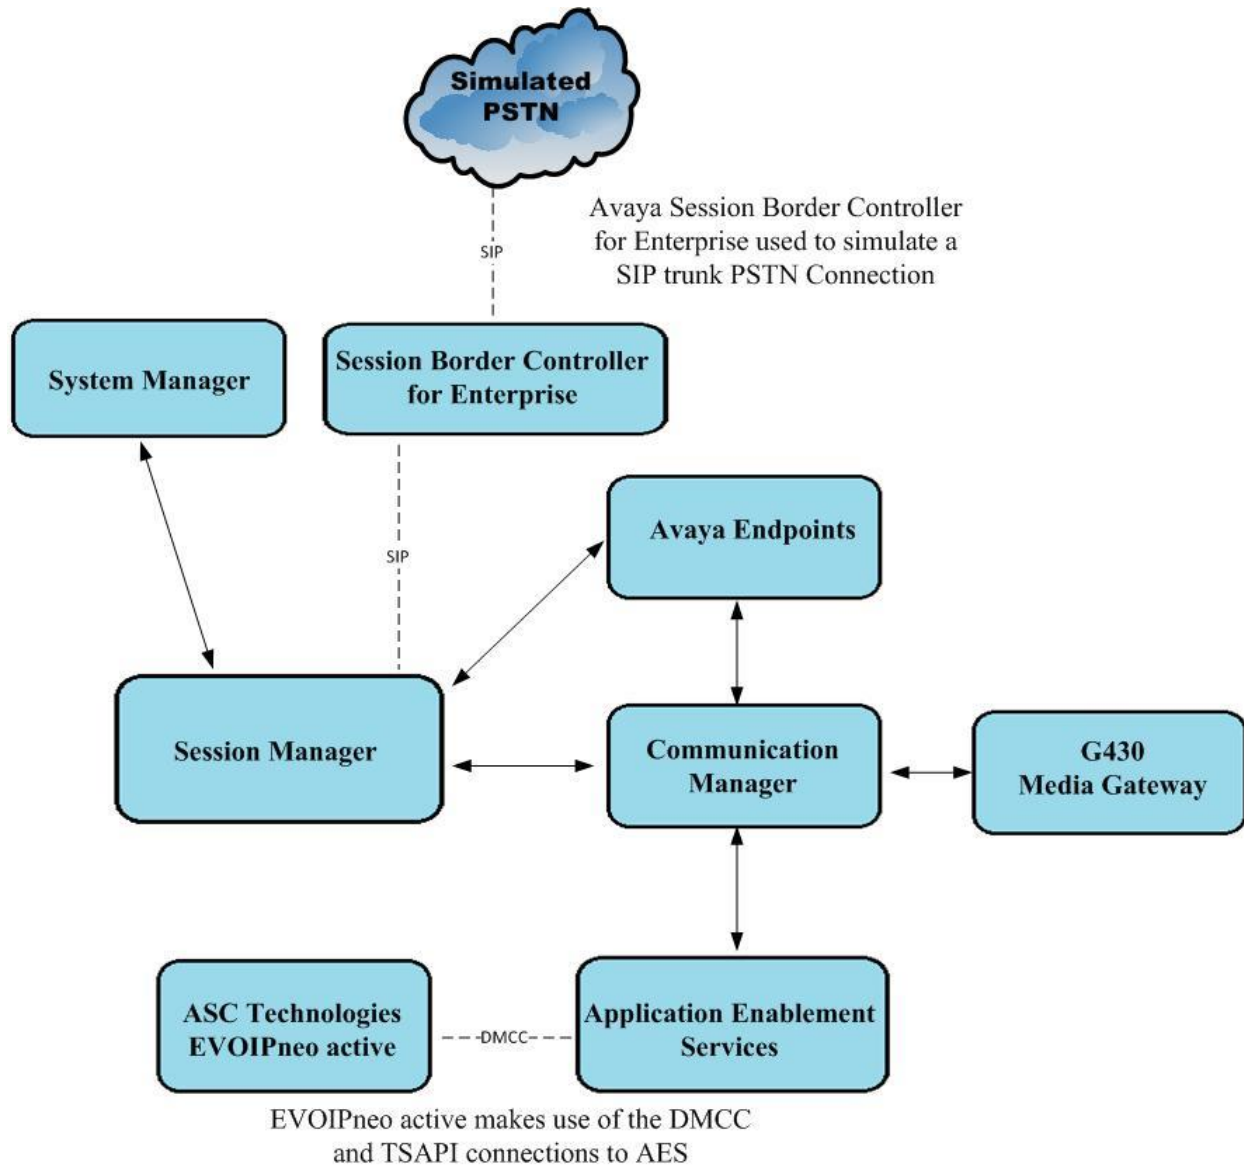 Simulated
PSTN
SIP
Avaya Session Border Controller
for Enterprise used to simulate a
SIP trunk PSTN Connection
System Manager
Session Border Controller
for Enterprise
SIP
Avaya Endpoints
Session Manager
Communication
Manager
G430
Media Gateway
ASC Technologies
EVOIPneo active
DMCC
Application Enablement
Services
EVOIPneo active makes use of the DMCC
and TSAPI connections to AES